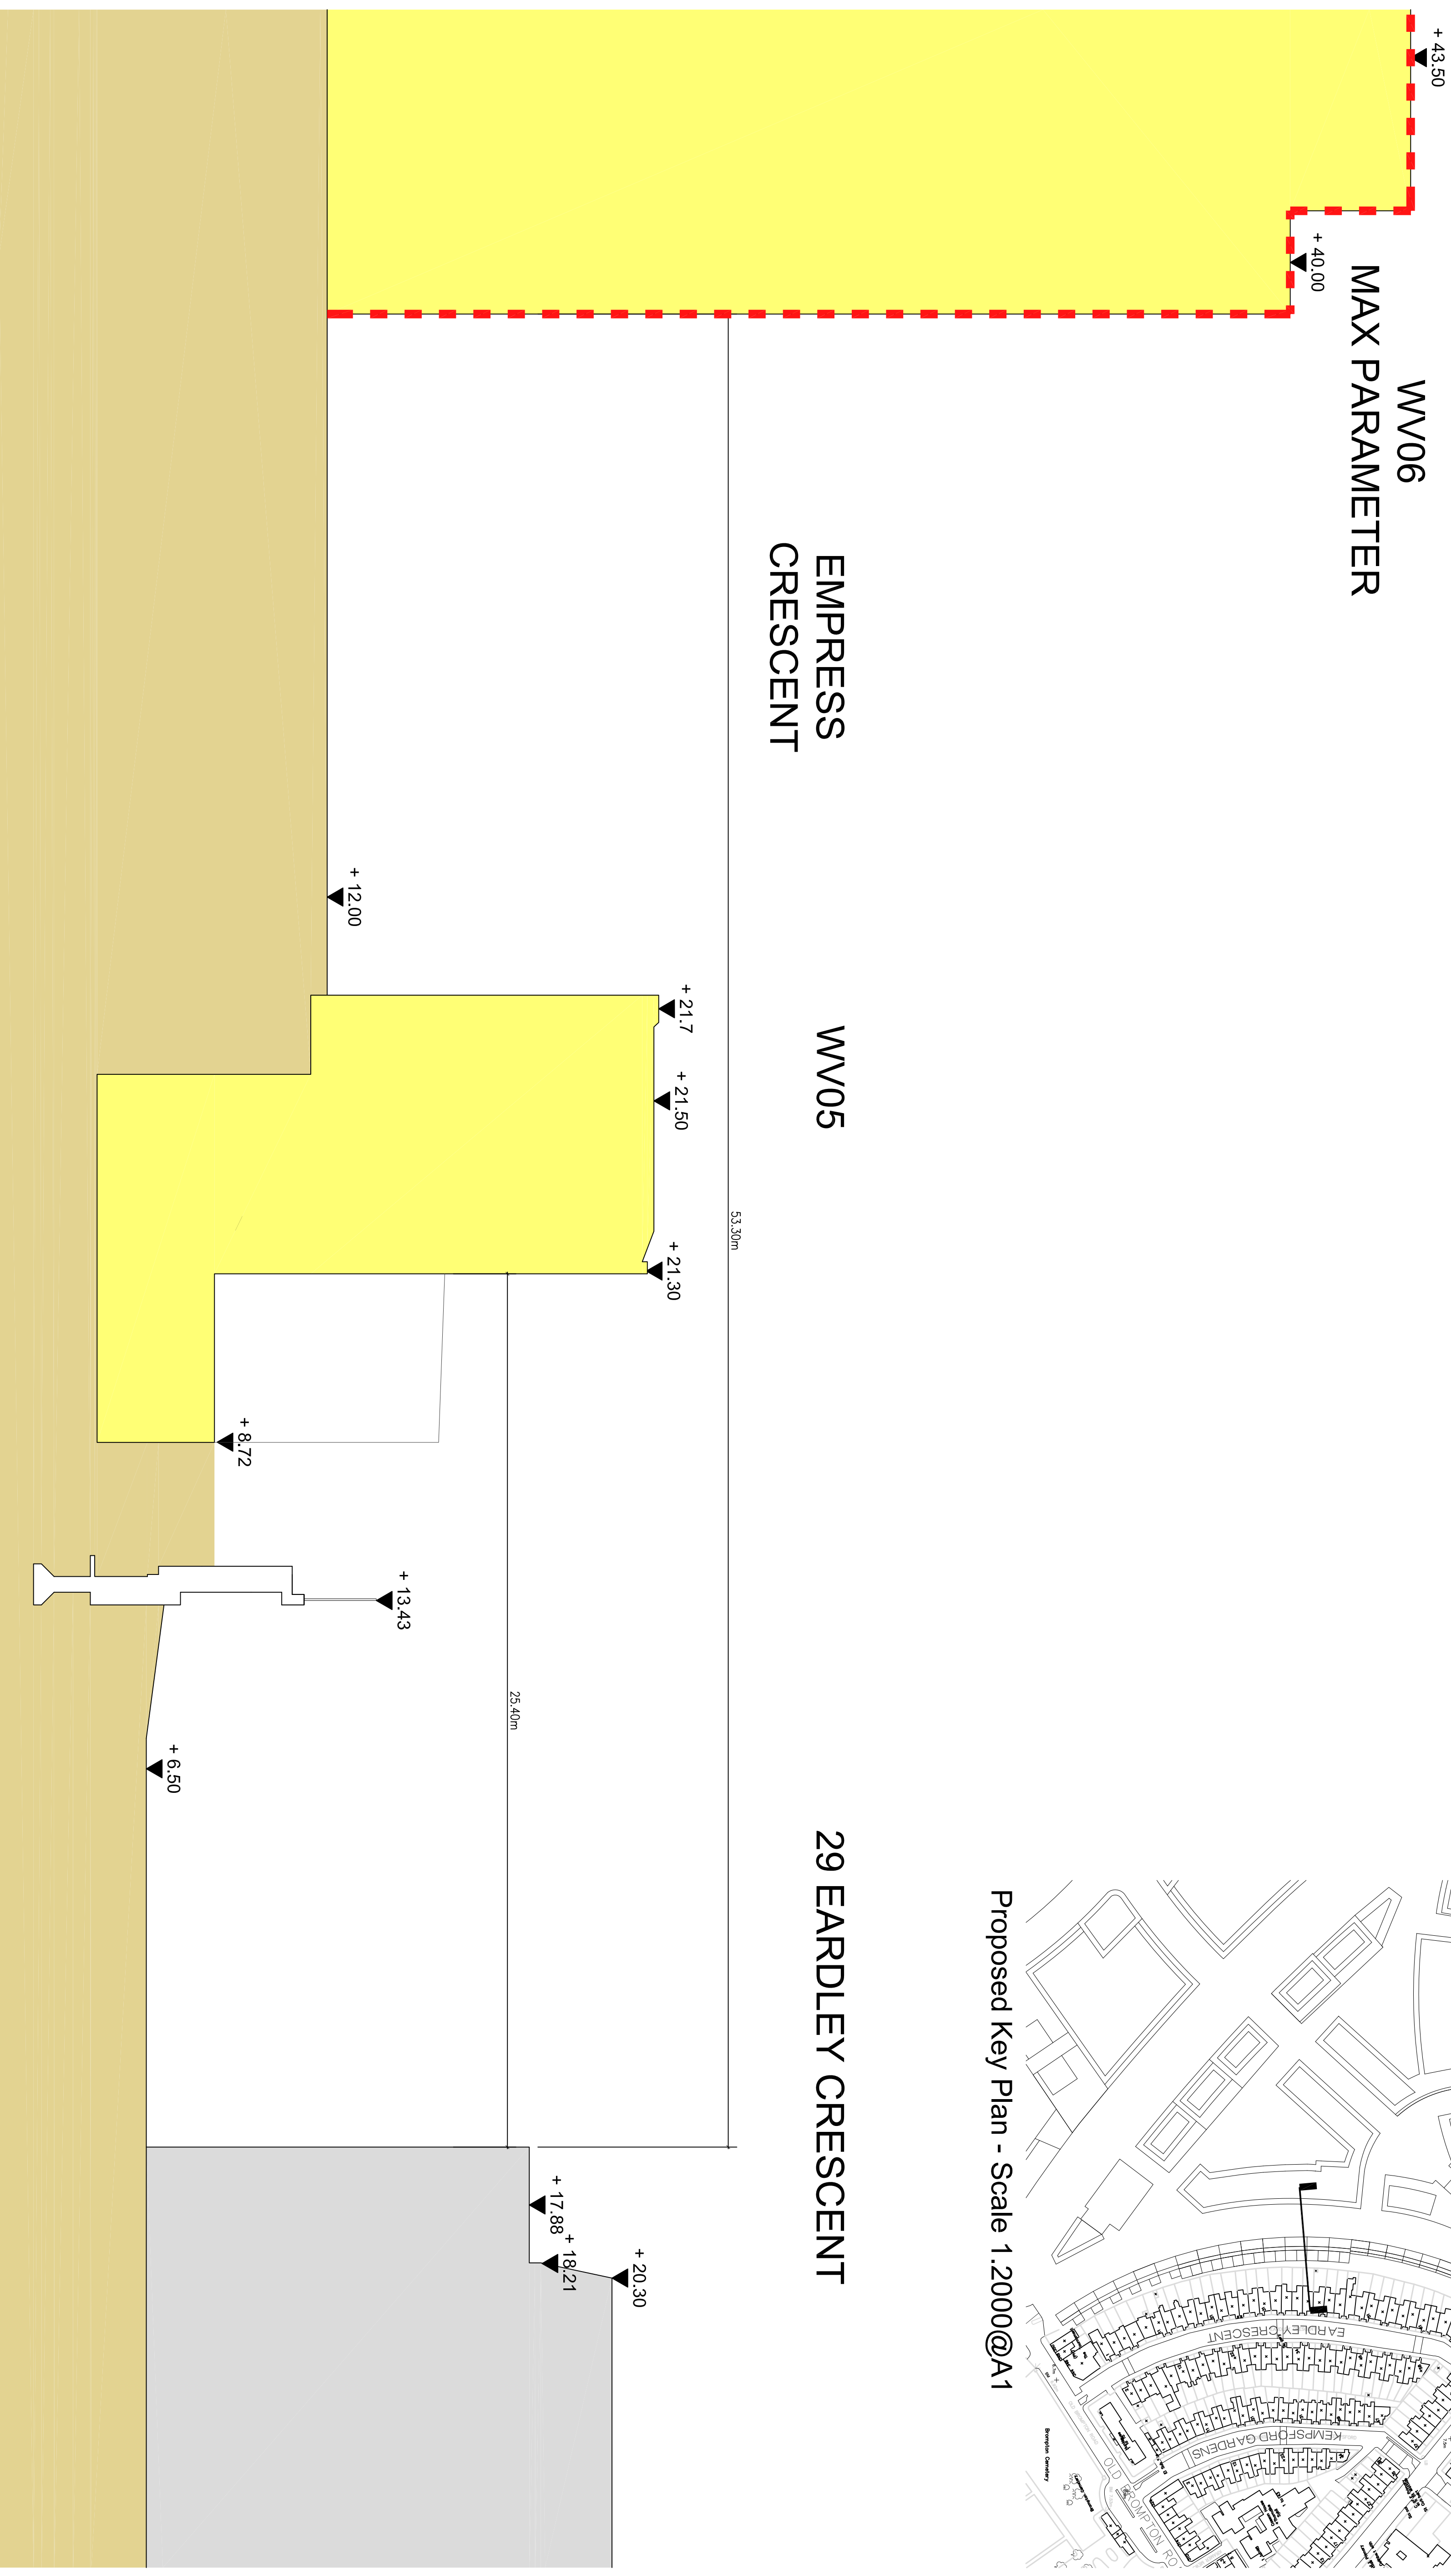 + 43.50
WV06
MAX PARAMETER
+ 40.00
EMPRESS
CRESCENT
+ 12.00
WV05
+ 21.7
+ 21.50
+ 21.30
53.30m
+ 8.72
+ 13.43
25.40m
+ 6.50
29 EARDLEY CRESCENT
+ 17.88
+ 18.21
+ 20.30
Proposed Key Plan - Scale 1.2000@A1
EARDLEY CRESCENT
KEMPSFORD GARDENS
OLD BROMPTON RO
Brompton Cemetery